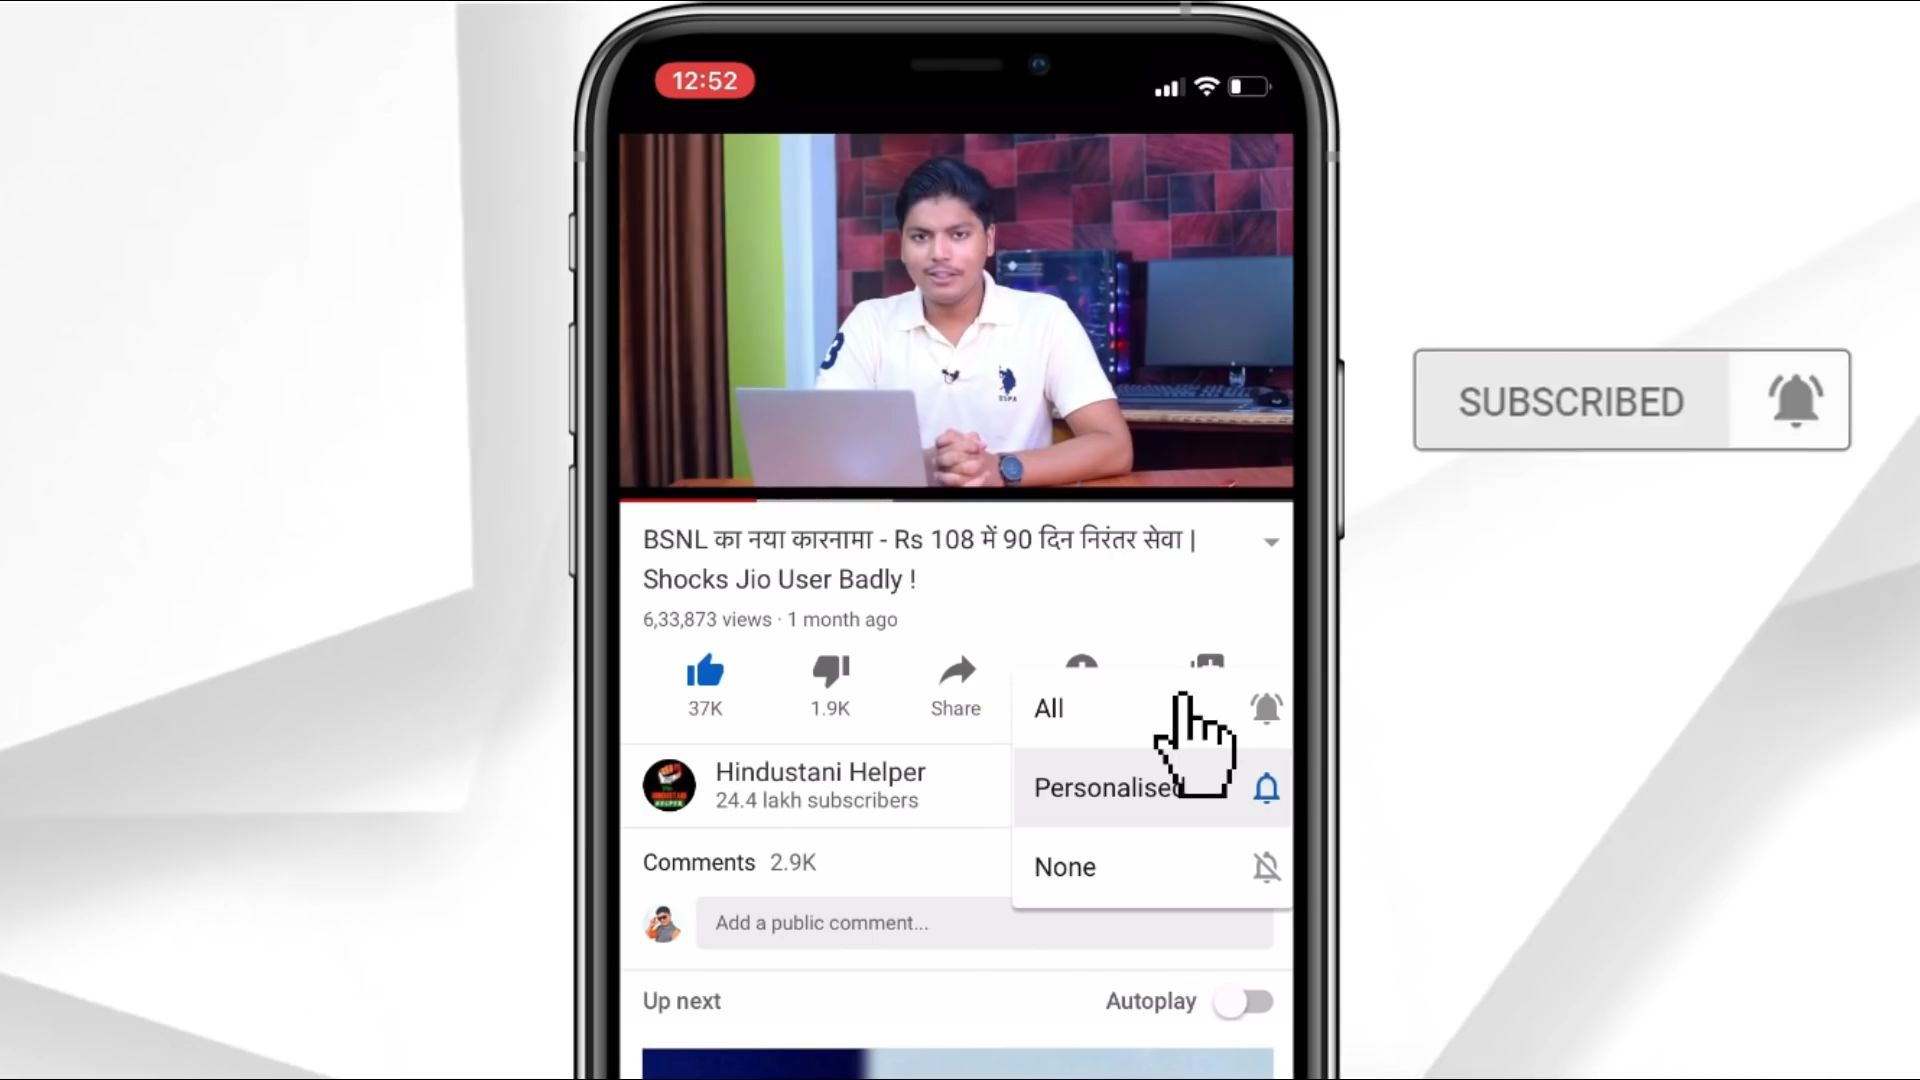 12:52
USPA
BSNL का नया कारनामा - Rs 108 में 90 दिन निरंतर सेवा |
Shocks Jio User Badly !
6,33,873 views · 1 month ago
37K
1.9K
Share
All
Personalised
None
Hindustani Helper
24.4 lakh subscribers
Comments 2.9K
Add a public comment...
Up next
Autoplay
SUBSCRIBED